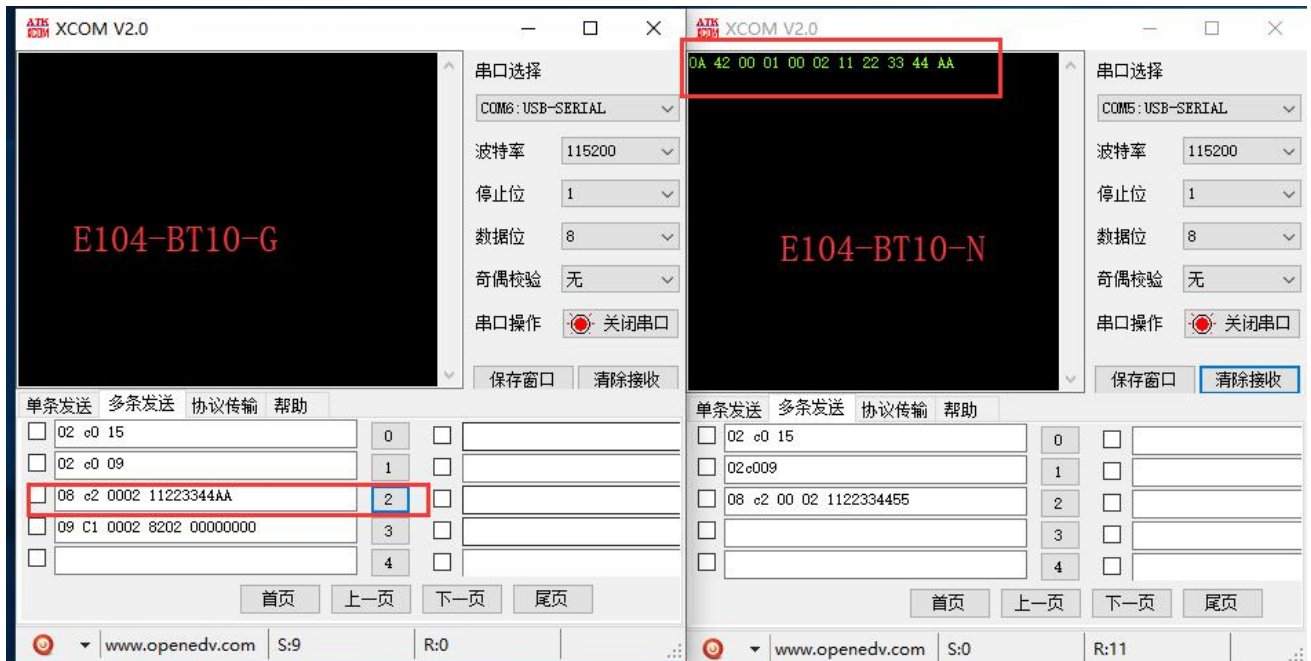 ATK XCOM XCOM V2.0
E104-BT10-G
串口选择
COM6:USB-SERIAL
波特率 115200
停止位 1
数据位 8
奇偶校验 无
串口操作 关闭串口
保存窗口 清除接收
单条发送 多条发送 协议传输 帮助
02 c0 15 0
02 c0 09 1
08 c2 0002 11223344AA 2
09 C1 0002 8202 00000000 3
4
首页 上一页 下一页 尾页
www.openedv.com S:9 R:0
ATK XCOM XCOM V2.0
0A 42 00 01 00 02 11 22 33 44 AA
E104-BT10-N
串口选择
COM5:USB-SERIAL
波特率 115200
停止位 1
数据位 8
奇偶校验 无
串口操作 关闭串口
保存窗口 清除接收
单条发送 多条发送 协议传输 帮助
02 c0 15 0
02c009 1
08 c2 00 02 1122334455 2
3
4
首页 上一页 下一页 尾页
www.openedv.com S:0 R:11